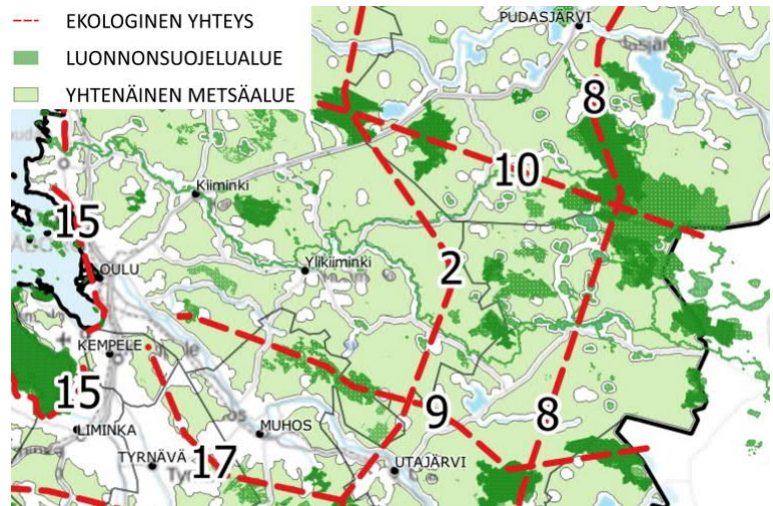 EKOLOGINEN YHTEYS
LUONNONSUOJELUALUE
YHTENÄINEN METSÄALUE
PUDASJÄRVI
8
10
Kiiminki
15
2
Ylikiiminki
OULU
KEMPELE
15
9
8
LIMINKA
MUHOS
TYRNÄVÄ
17
UTAJÄRVI